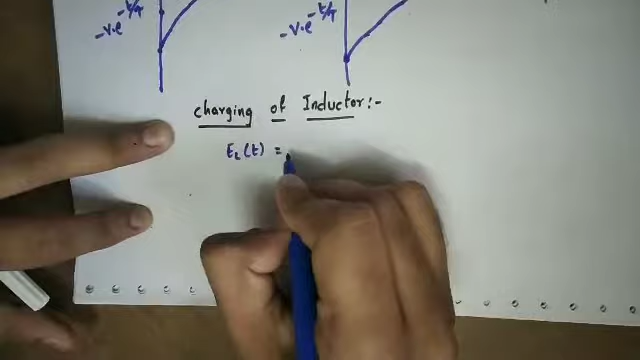 -V.e^-t/τ -V.e^-t/τ
charging of Inductor:-
E_L(t) =